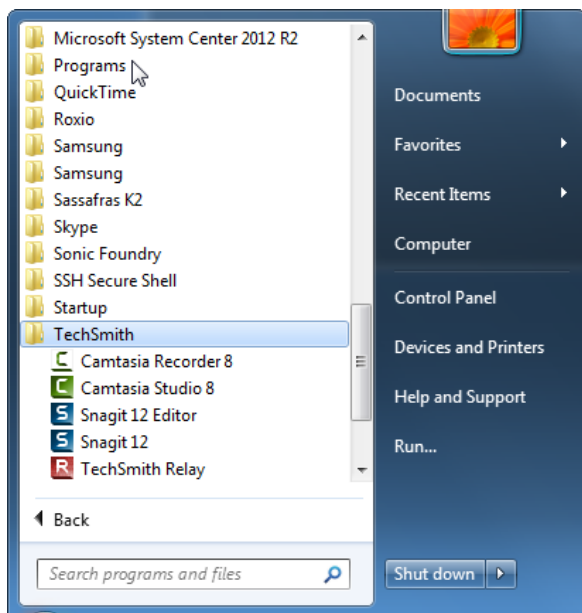 Microsoft System Center 2012 R2
Programs
QuickTime
Roxio
Samsung
Samsung
Sassafras K2
Skype
Sonic Foundry
SSH Secure Shell
Startup
TechSmith
Camtasia Recorder 8
Camtasia Studio 8
Snagit 12 Editor
Snagit 12
TechSmith Relay
Back
Search programs and files
Documents
Favorites
Recent Items
Computer
Control Panel
Devices and Printers
Help and Support
Run...
Shut down